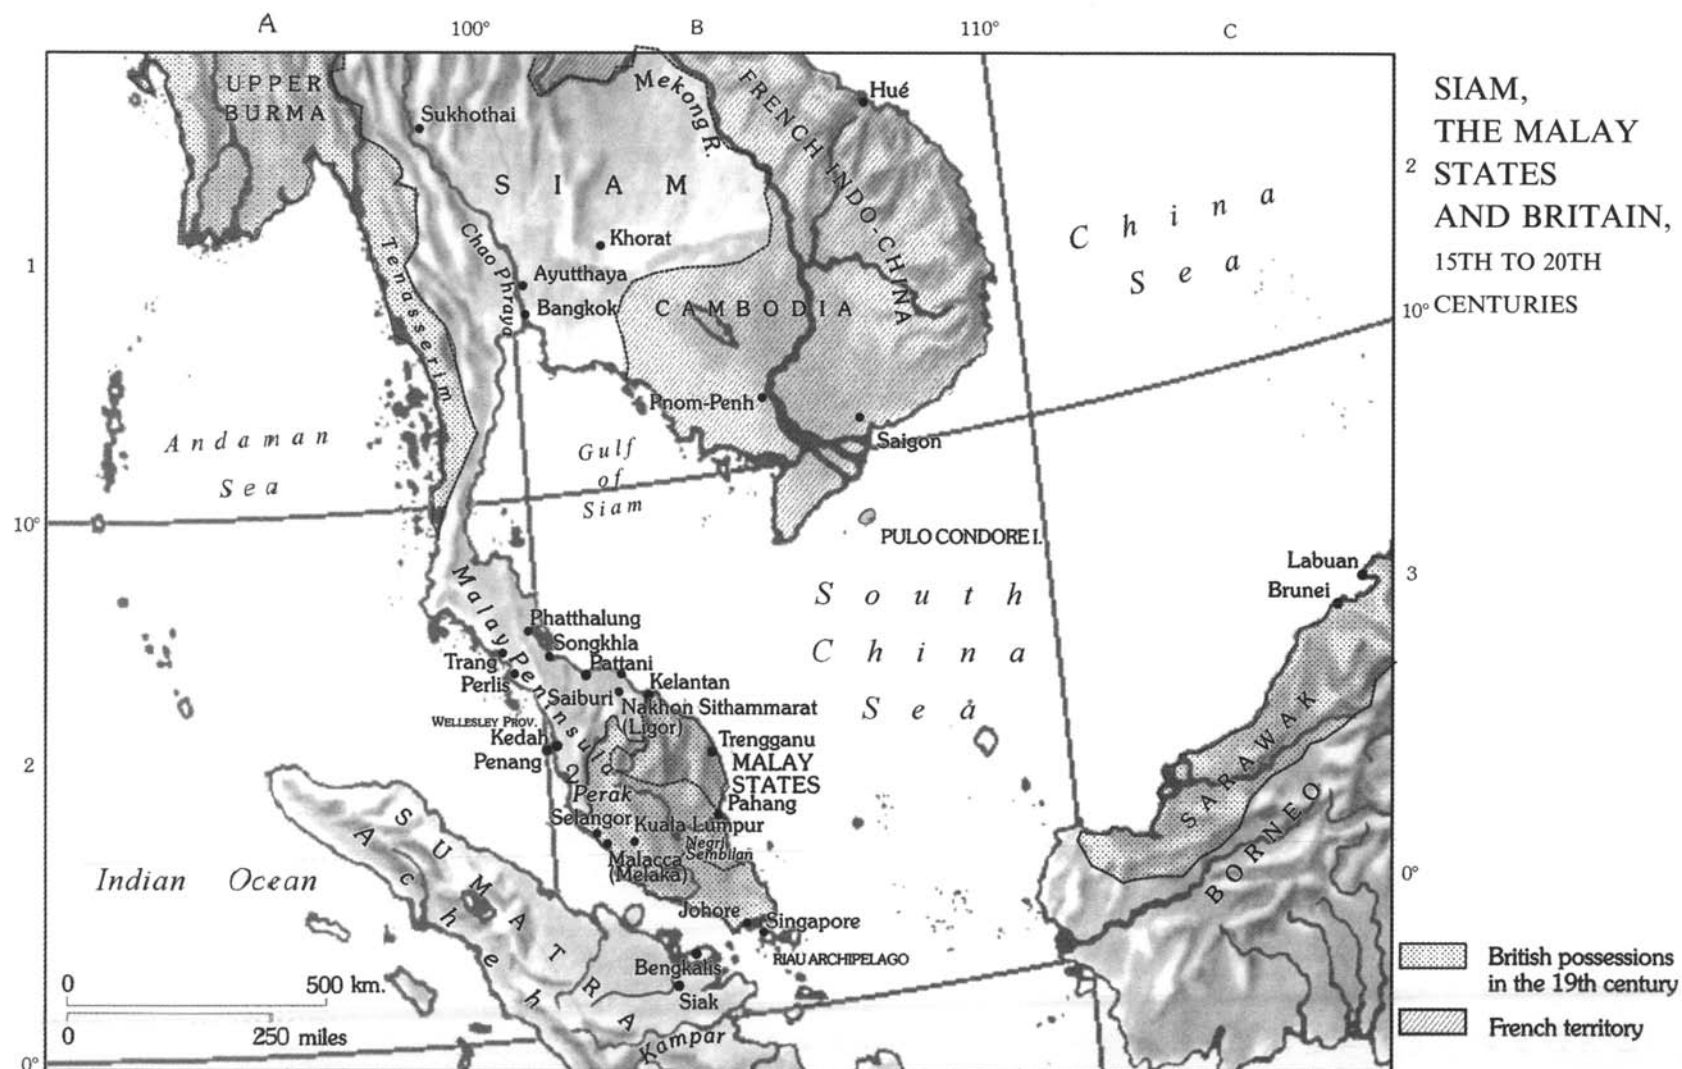 A
100°
B
110°
C
SIAM,
THE MALAY
STATES
AND BRITAIN,
15TH TO 20TH
CENTURIES
UPPER
BURMA
Sukhothai
Mekong R.
FRENCH INDO-CHINA
Hué
2
SIAM
China
Sea
Khorat
Chao Phraya
Tenasserim
1
Ayutthaya
Bangkok
CAMBODIA
10°
Pnom-Penh
Saigon
Andaman
Sea
Gulf
of
Siam
10°
PULO CONDORE I.
Labuan
3
Brunei
South
China
Sea
Malay Peninsula
Phatthalung
Songkhla
Trang
Pattani
Perlis
Kelantan
Saiburi
Nakhon Sithammarat
(Ligor)
WELLESLEY PROV.
Kedah
Trengganu
Penang
MALAY
STATES
2
Perak
Pahang
Selangor
Kuala Lumpur
Negri
Sembilan
Malacca
(Melaka)
SARAWAK
BORNEO
SUMATRA
Acheh
Indian Ocean
0°
Johore
Singapore
RIAU ARCHIPELAGO
Bengkalis
Siak
Kampar
0
500 km.
0
250 miles
0°
British possessions
in the 19th century
French territory